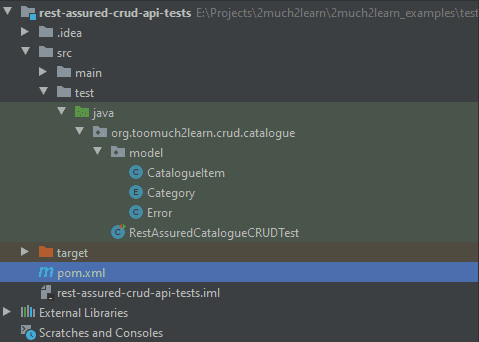 rest-assured-crud-api-tests E:\Projects\2much2learn\2much2learn_examples\test
.idea
src
main
test
java
org.toomuch2learn.crud.catalogue
model
C CatalogueItem
E Category
C Error
C RestAssuredCatalogueCRUDTest
target
m pom.xml
rest-assured-crud-api-tests.iml
External Libraries
Scratches and Consoles